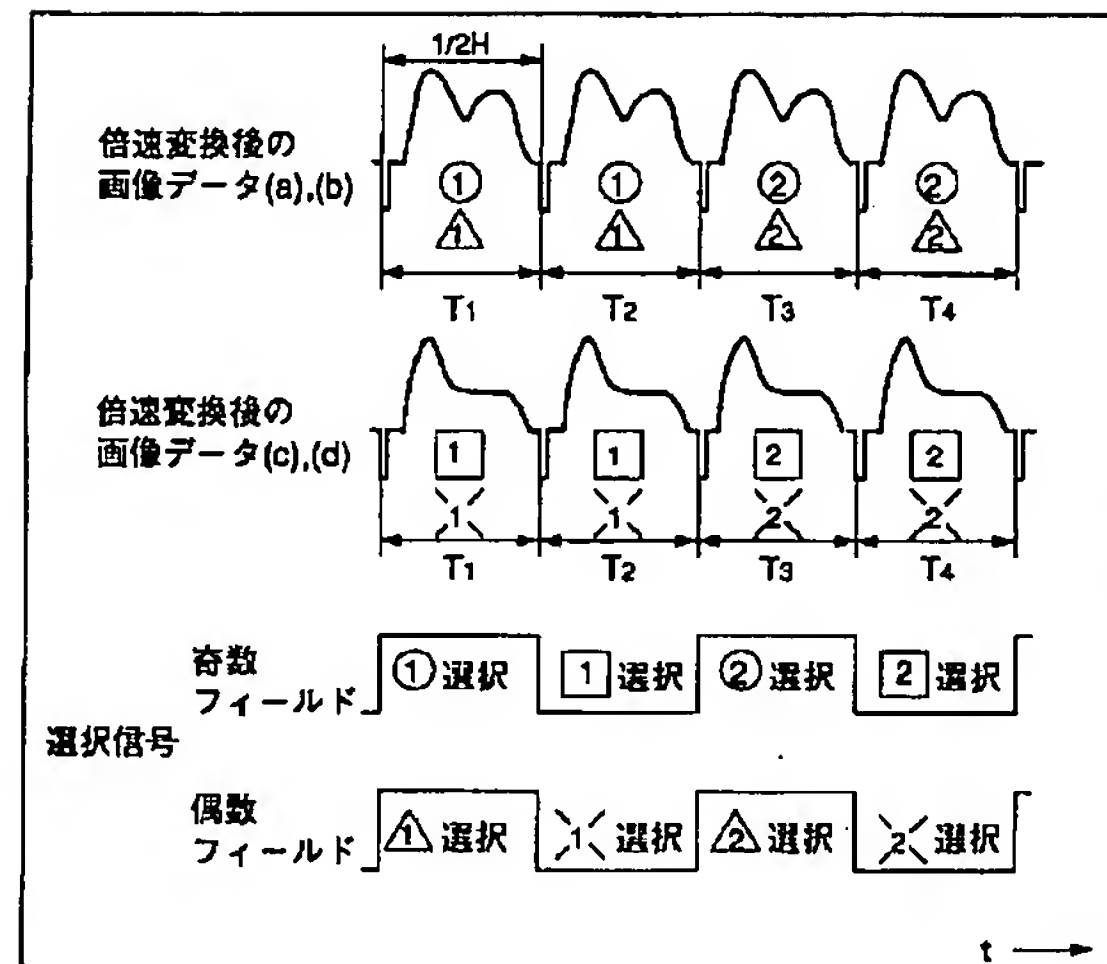 1/2H
倍速変換後の
画像データ(a),(b)
① ① ② ②
1 1 2 2
T1 T2 T3 T4
倍速変換後の
画像データ(c),(d)
1 1 2 2
1 1 2 2
T1 T2 T3 T4
奇数
フィールド
①選択 1選択 ②選択 2選択
選択信号
偶数
フィールド
1選択 1選択 2選択 2選択
t